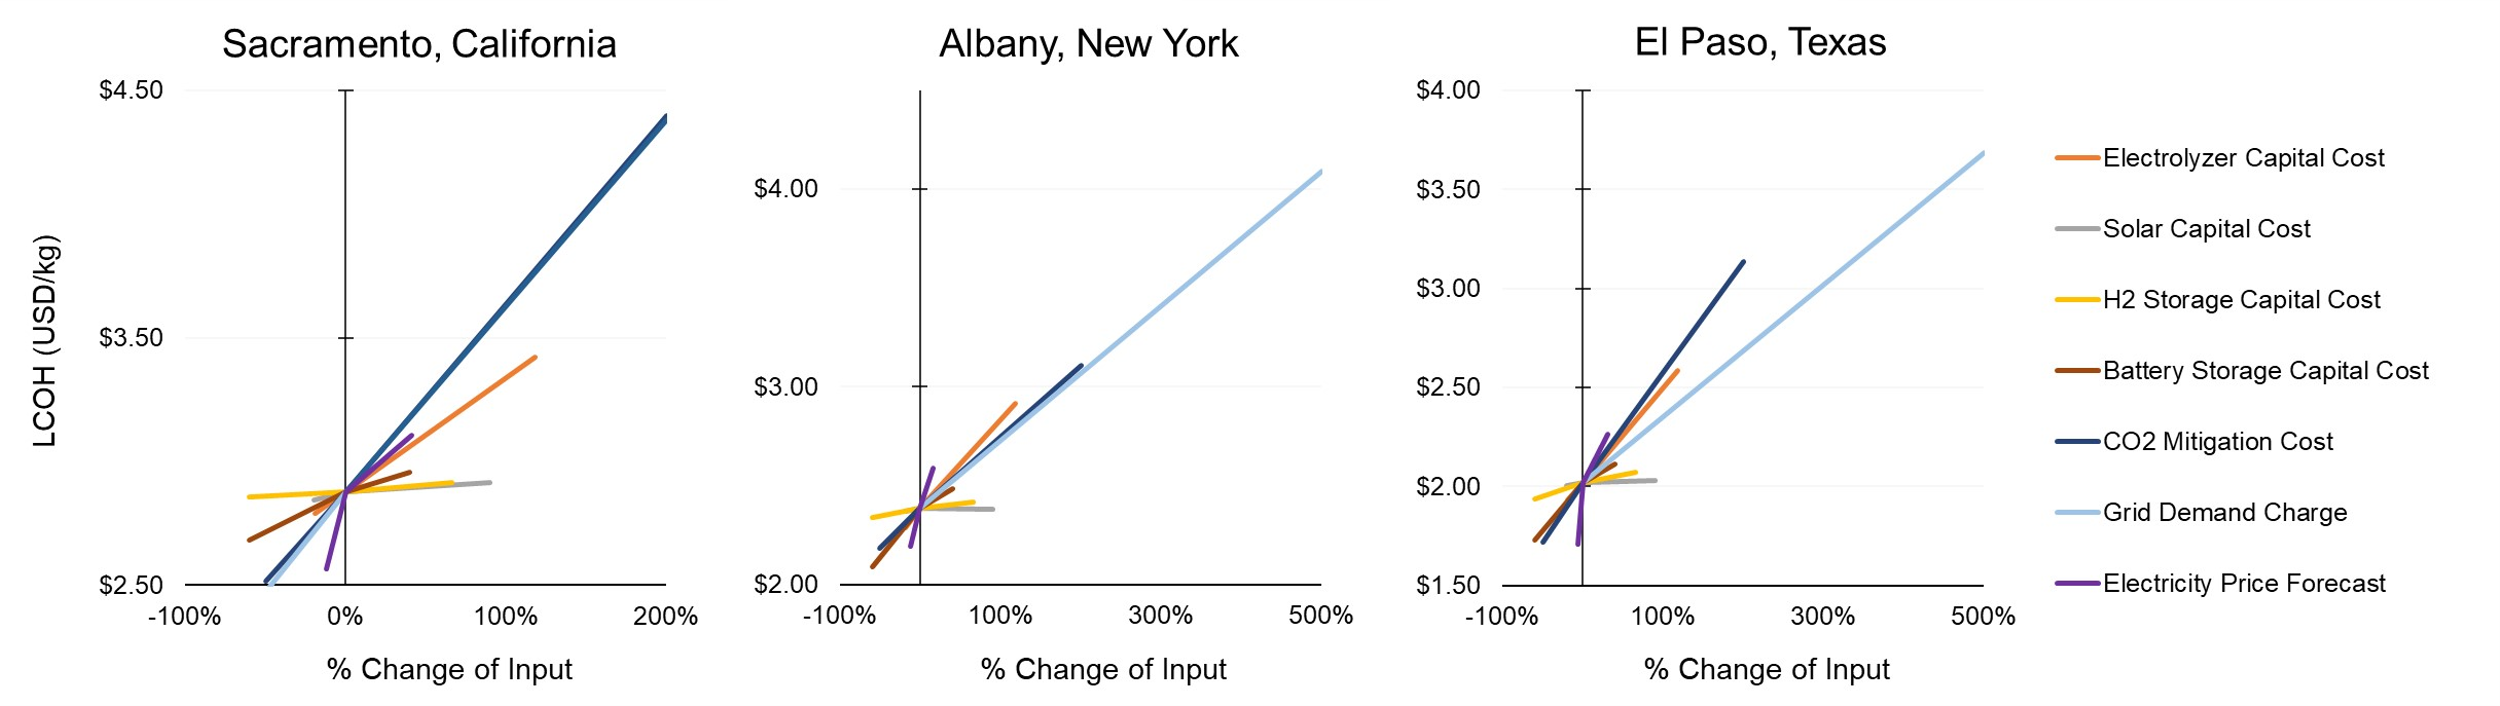 Sacramento, California
LCOH (USD/kg)
$4.50
$3.50
$2.50
-100% 0% 100% 200%
% Change of Input
Albany, New York
$4.00
$3.00
$2.00
-100% 100% 300% 500%
% Change of Input
El Paso, Texas
$4.00
$3.50
$3.00
$2.50
$2.00
$1.50
-100% 100% 300% 500%
% Change of Input
Electrolyzer Capital Cost
Solar Capital Cost
H2 Storage Capital Cost
Battery Storage Capital Cost
CO2 Mitigation Cost
Grid Demand Charge
Electricity Price Forecast